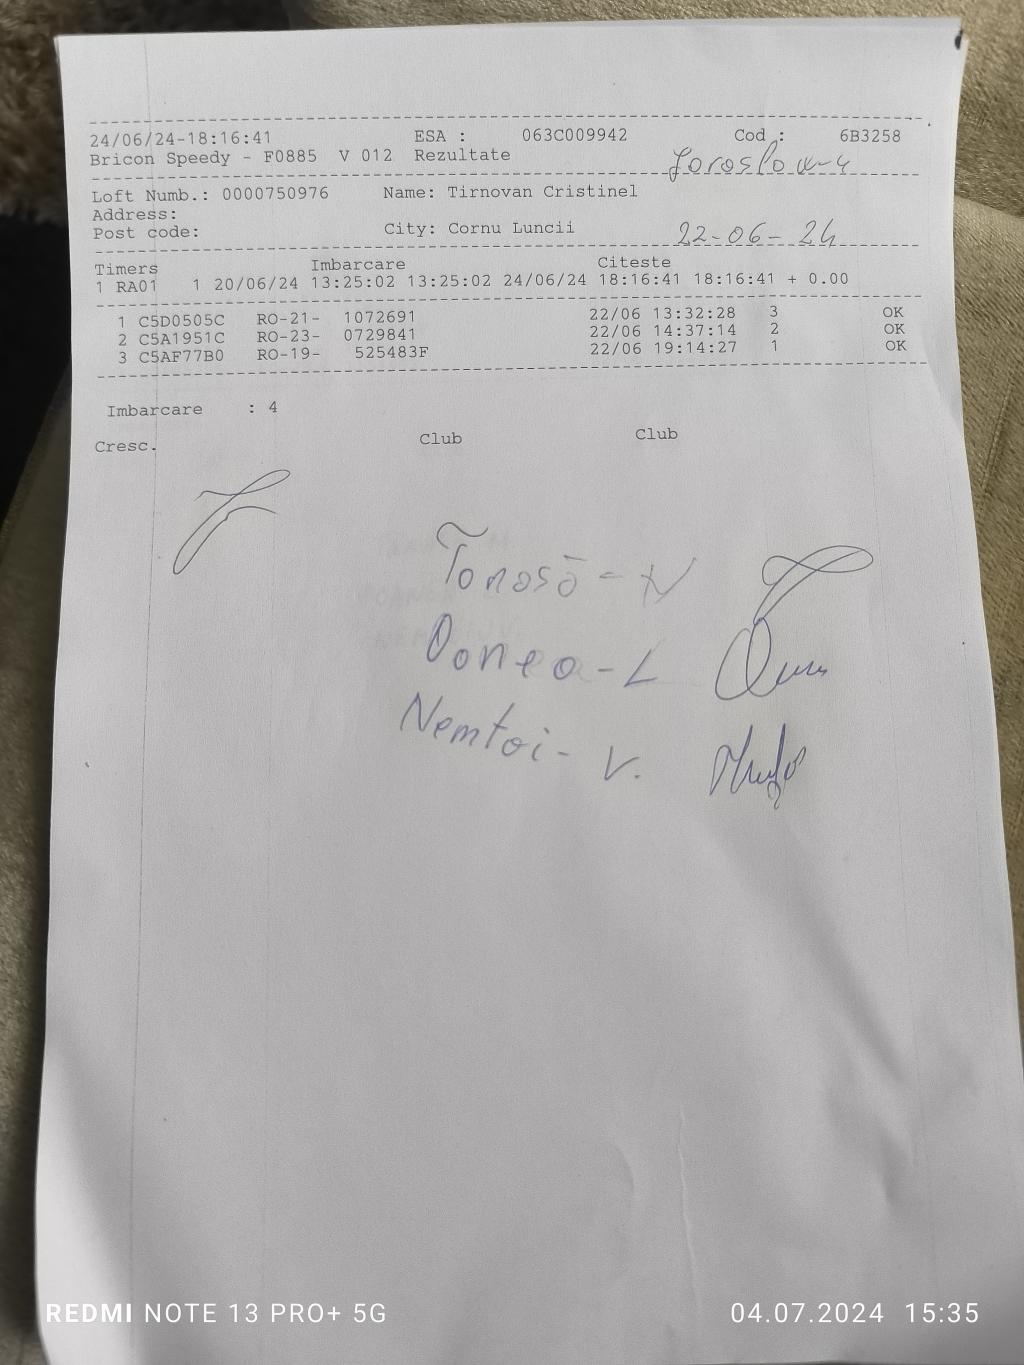 24/06/24-18:16:41 ESA : 063C009942 Cod : 6B3258
Bricon Speedy - F0885 V 012 Rezultate
Loft Numb.: 0000750976 Name: Tirnovan Cristinel
Address:
Post code: City: Cornu Luncii 22-06-24
Timers Imbarcare Citeste
1 RA01 1 20/06/24 13:25:02 13:25:02 24/06/24 18:16:41 18:16:41 + 0.00
1 C5D0505C RO-21- 1072691 22/06 13:32:28 3 OK
2 C5A1951C RO-23- 0729841 22/06 14:37:14 2 OK
3 C5AF77B0 RO-19- 525483F 22/06 19:14:27 1 OK
Imbarcare : 4
Cresc. Club Club
Nemtoi- V.
REDMI NOTE 13 PRO+ 5G 04.07.2024 15:35